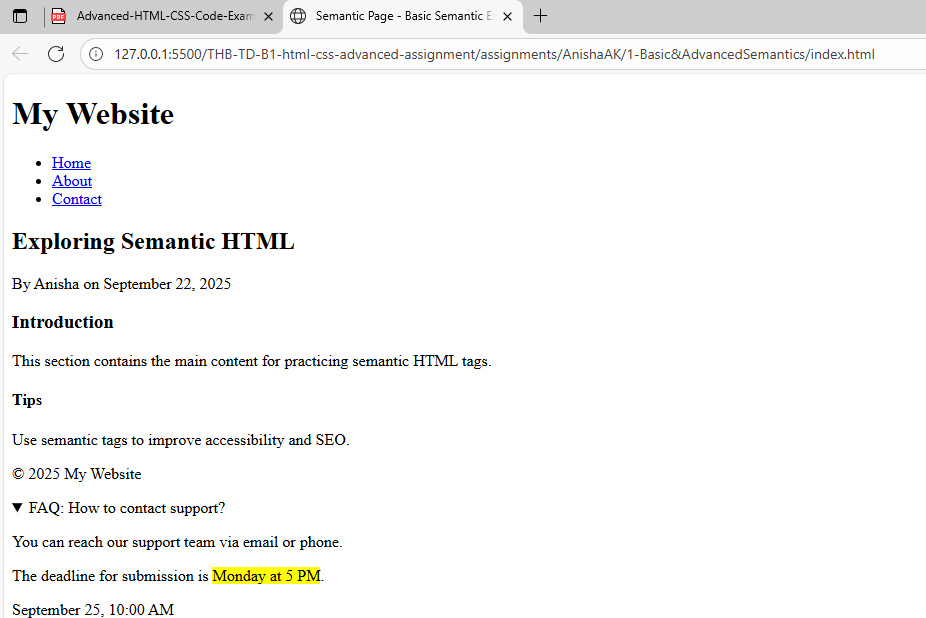 PDF
Advanced-HTML-CSS-Code-Exam
Semantic Page - Basic Semantic E
127.0.0.1:5500/THB-TD-B1-html-css-advanced-assignment/assignments/AnishaAK/1-Basic&AdvancedSemantics/index.html
My Website
Home
About
Contact
Exploring Semantic HTML
By Anisha on September 22, 2025
Introduction
This section contains the main content for practicing semantic HTML tags.
Tips
Use semantic tags to improve accessibility and SEO.
© 2025 My Website
▼ FAQ: How to contact support?
You can reach our support team via email or phone.
The deadline for submission is Monday at 5 PM.
September 25, 10:00 AM